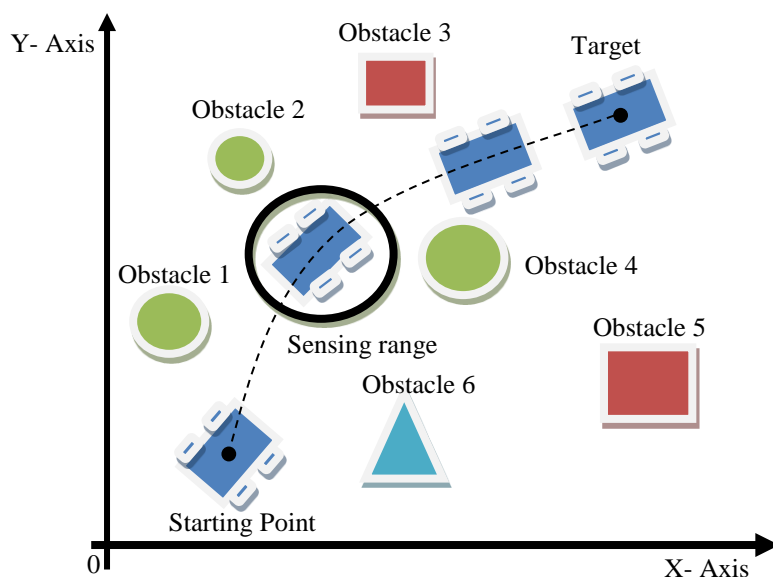 Obstacle 3
Target
Y- Axis
Obstacle 2
Obstacle 1
Obstacle 4
Obstacle 5
Sensing range
Obstacle 6
Starting Point
0
X- Axis